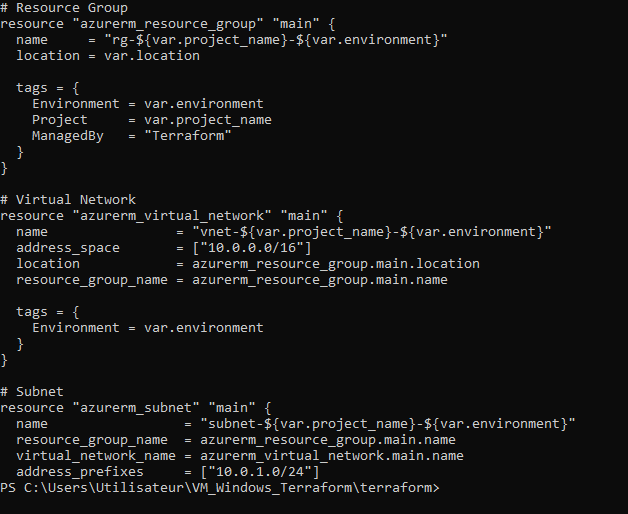 # Resource Group
resource "azurerm_resource_group" "main" {
  name     = "rg-${var.project_name}-${var.environment}"
  location = var.location

  tags = {
    Environment = var.environment
    Project     = var.project_name
    ManagedBy   = "Terraform"
  }
}

# Virtual Network
resource "azurerm_virtual_network" "main" {
  name                = "vnet-${var.project_name}-${var.environment}"
  address_space       = ["10.0.0.0/16"]
  location            = azurerm_resource_group.main.location
  resource_group_name = azurerm_resource_group.main.name

  tags = {
    Environment = var.environment
  }
}

# Subnet
resource "azurerm_subnet" "main" {
  name                 = "subnet-${var.project_name}-${var.environment}"
  resource_group_name  = azurerm_resource_group.main.name
  virtual_network_name = azurerm_virtual_network.main.name
  address_prefixes     = ["10.0.1.0/24"]
PS C:\Users\Utilisateur\VM_Windows_Terraform\terraform>